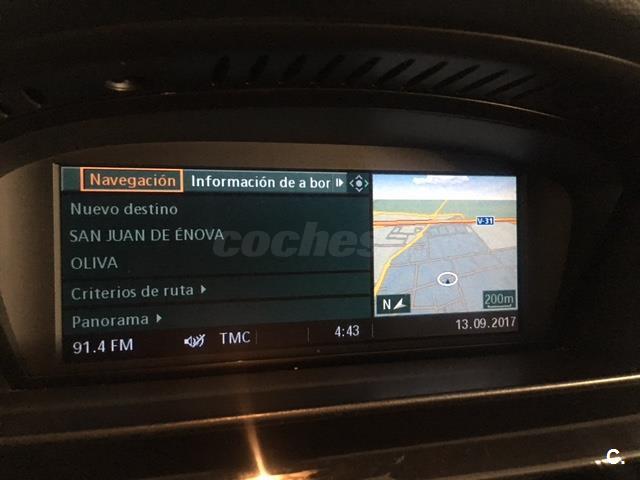 Navegación Información de a bor
Nuevo destino
SAN JUAN DE ÉNOVA
OLIVA
Criterios de ruta
Panorama
91.4 FM TMC 4:43
V-31
N 200m
13.09.2017
coches
C.